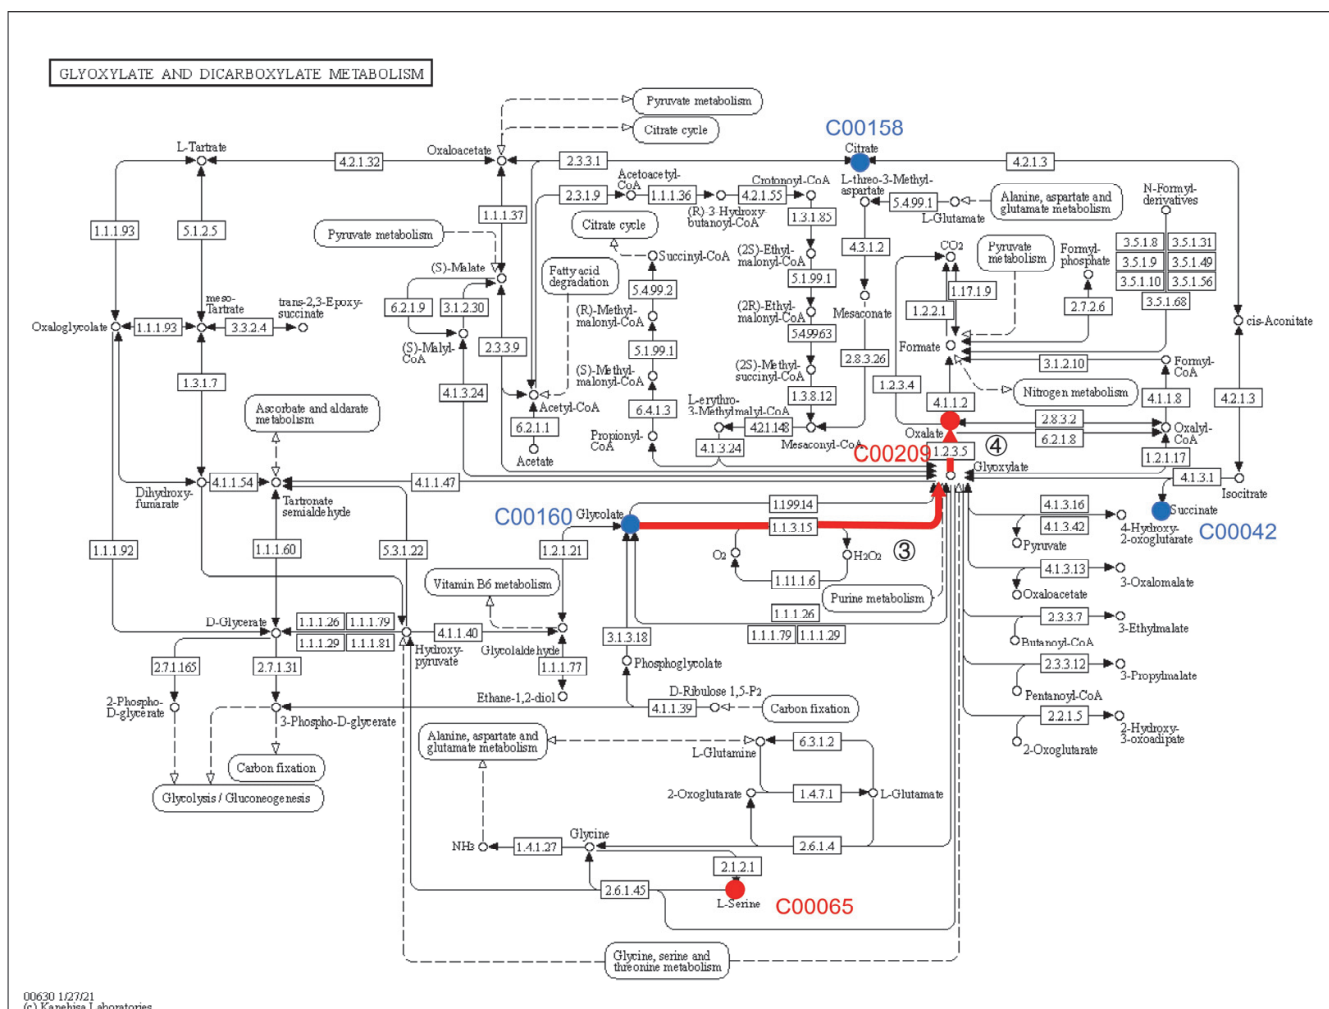 GLYOXYLATE AND DICARBOXYLATE METABOLISM
Pyruvate metabolism
Citrate cycle
C00158
L-Tartrate
4.2.1.32
Oxaloacetate
2.3.3.1
Citrate
4.2.1.3
Acetoacetyl-
CoA
2.3.1.9
1.1.1.36
Crotonoyl-CoA
4.2.1.55
(R)-3-Hydroxy
butanoyl-CoA
L-threo-3-Methyl-
aspartate
5.4.99.1
L-Glutamate
Alanine, aspartate and
glutamate metabolism
N-Formyl-
derivatives
1.1.1.93
5.1.2.5
1.1.1.37
Pyruvate metabolism
Citrate cycle
1.3.1.85
4.3.1.2
CO2
Pyruvate
metabolism
Formyl-
phosphate
3.5.1.8
3.5.1.31
3.5.1.9
3.5.1.49
3.5.1.10
3.5.1.56
3.5.1.68
(S)-Malate
Fatty acid
degradation
Succinyl-CoA
(2S)-Ethyl-
malonyl-CoA
5.1.99.1
1.17.1.9
1.2.2.1
2.7.2.6
6.2.1.9
3.1.2.30
5.4.99.2
(R)-Methyl-
malonyl-CoA
(2R)-Ethyl-
malonyl-CoA
Mesaconate
meso-
Tartrate
trans-2,3-Epoxy-
succinate
Oxaloglycolate
1.1.1.93
3.3.2.4
(S)-Malyl-
CoA
2.3.3.9
5.1.99.1
5.4.99.63
2.8.3.26
Formate
cis-Aconitate
3.1.2.10
Formyl-
CoA
(S)-Methyl-
malonyl-CoA
(2S)-Methyl-
succinyl-CoA
1.3.1.7
4.1.3.24
1.2.3.4
4.1.1.2
Nitrogen metabolism
4.1.1.8
4.2.1.3
Ascorbate and aldarate
metabolism
Acetyl-CoA
6.4.1.3
1.3.8.12
L-erythro-
3-Methylmalyl-CoA
6.2.1.1
Propionyl-
CoA
4.2.1.148
Mesaconyl-CoA
Oxalate
2.8.3.2
6.2.1.8
Oxalyl-
CoA
Acetate
4.1.3.24
C00209
1.2.3.5
④
1.2.1.17
Glyoxylate
4.1.3.1
Isocitrate
Dihydroxy-
fumarate
4.1.1.54
Tartronate
semialdehyde
4.1.1.47
1.1.99.14
C00160
Glycolate
1.1.3.15
③
O2
H2O2
1.11.1.6
Succinate
C00042
4.1.3.16
4.1.3.42
4-Hydroxy-
2-oxoglutarate
Pyruvate
1.1.1.92
1.1.1.60
5.3.1.22
1.2.1.21
Vitamin B6 metabolism
Purine metabolism
4.1.3.13
3-Oxalomalate
Oxaloacetate
1.1.1.26
1.1.1.79
1.1.1.29
2.3.3.7
3-Ethylmalate
Butanoyl-CoA
D-Glycerate
1.1.1.26
1.1.1.79
1.1.1.29
1.1.1.81
Hydroxy-
pyruvate
4.1.1.40
Glycolaldehyde
3.1.3.18
Phosphoglycolate
2.7.1.165
2.7.1.31
1.1.1.77
Ethane-1,2-diol
2.3.3.12
3-Propylmalate
Pentanoyl-CoA
2-Phospho-
D-glycerate
3-Phospho-D-glycerate
D-Ribulose 1,5-P2
4.1.1.39
Carbon fixation
2.2.1.5
2-Hydroxy-
3-oxoadipate
2-Oxoglutarate
Carbon fixation
Glycolysis / Gluconeogenesis
Alanine, aspartate and
glutamate metabolism
L-Glutamine
6.3.1.2
2-Oxoglutarate
1.4.7.1
L-Glutamate
NH3
1.4.1.27
Glycine
2.6.1.4
2.1.2.1
2.6.1.45
L-Serine
C00065
Glycine, serine and
threonine metabolism
00630 1/27/21
(c) Kanehisa Laboratories